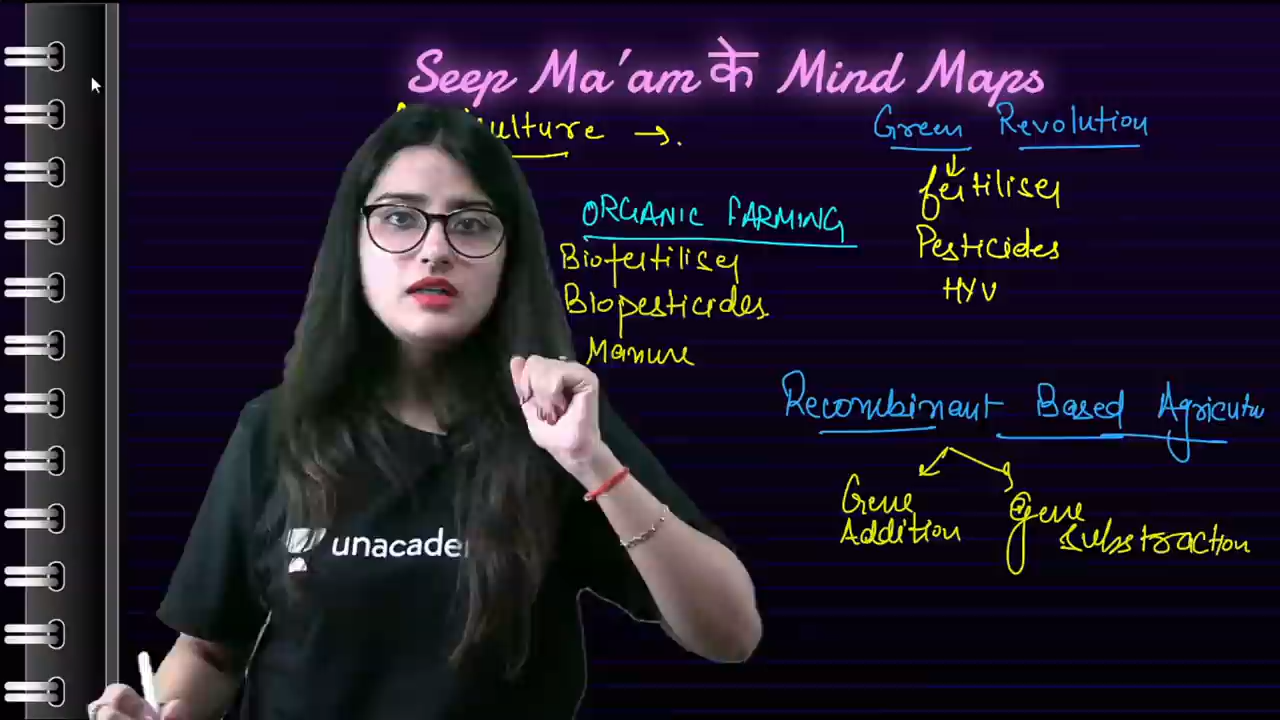 Seep Ma'am के Mind Maps
ulture →.
Green Revolution
fertiliser
Pesticides
HYV
ORGANIC FARMING
Biofertiliser
Biopesticides
Manure
Recombinant Based Agricutu
Gene
Addition
gene
substraction
unacade